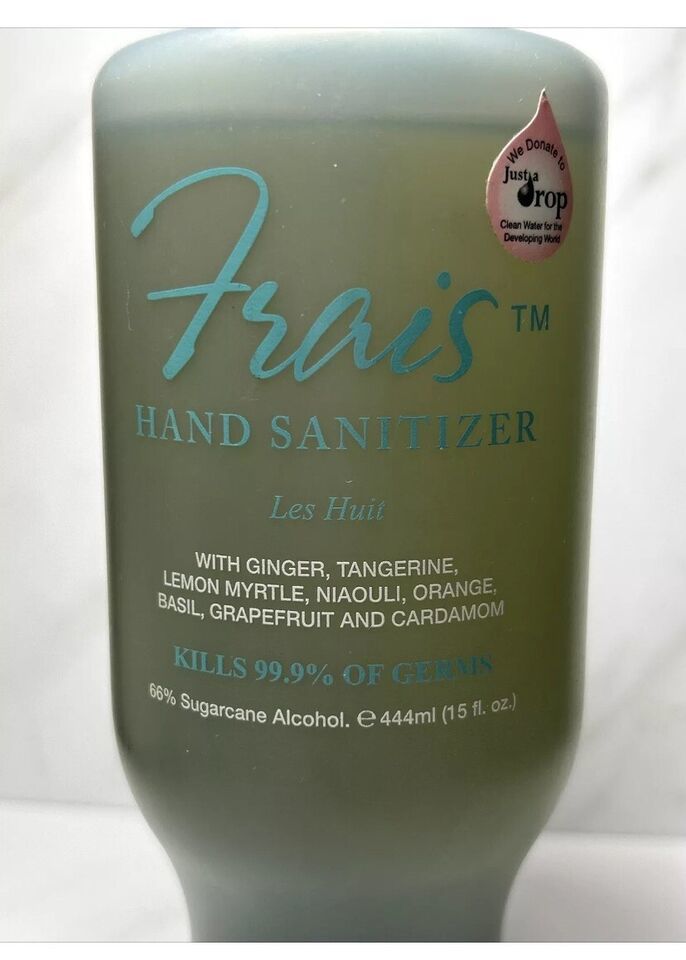 We Donate to
Just a
Drop
Clean Water for the
Developing World
Frais™
HAND SANITIZER
Les Huit
WITH GINGER, TANGERINE,
LEMON MYRTLE, NIAOULI, ORANGE,
BASIL, GRAPEFRUIT AND CARDAMOM
KILLS 99.9% OF GERMS
66% Sugarcane Alcohol. ℮ 444ml (15 fl. oz.)